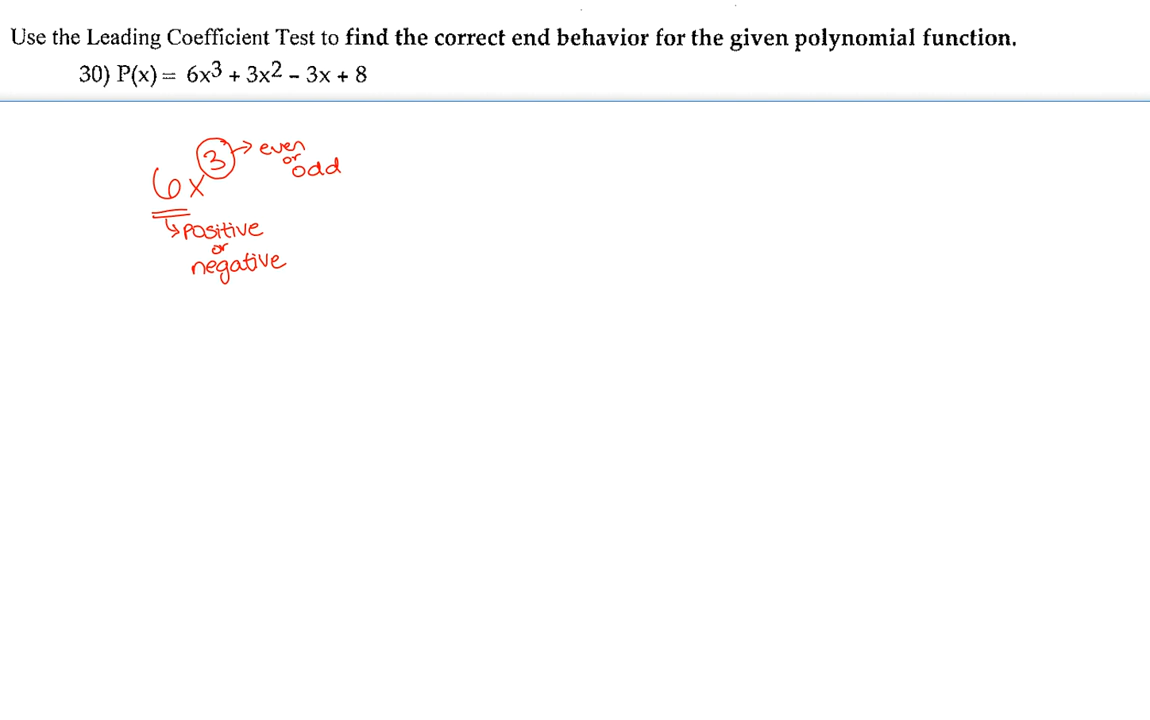 Use the Leading Coefficient Test to find the correct end behavior for the given polynomial function.
30) P(x) = 6x³ + 3x² - 3x + 8
6x³ → even
or
odd
↳ positive
or
negative